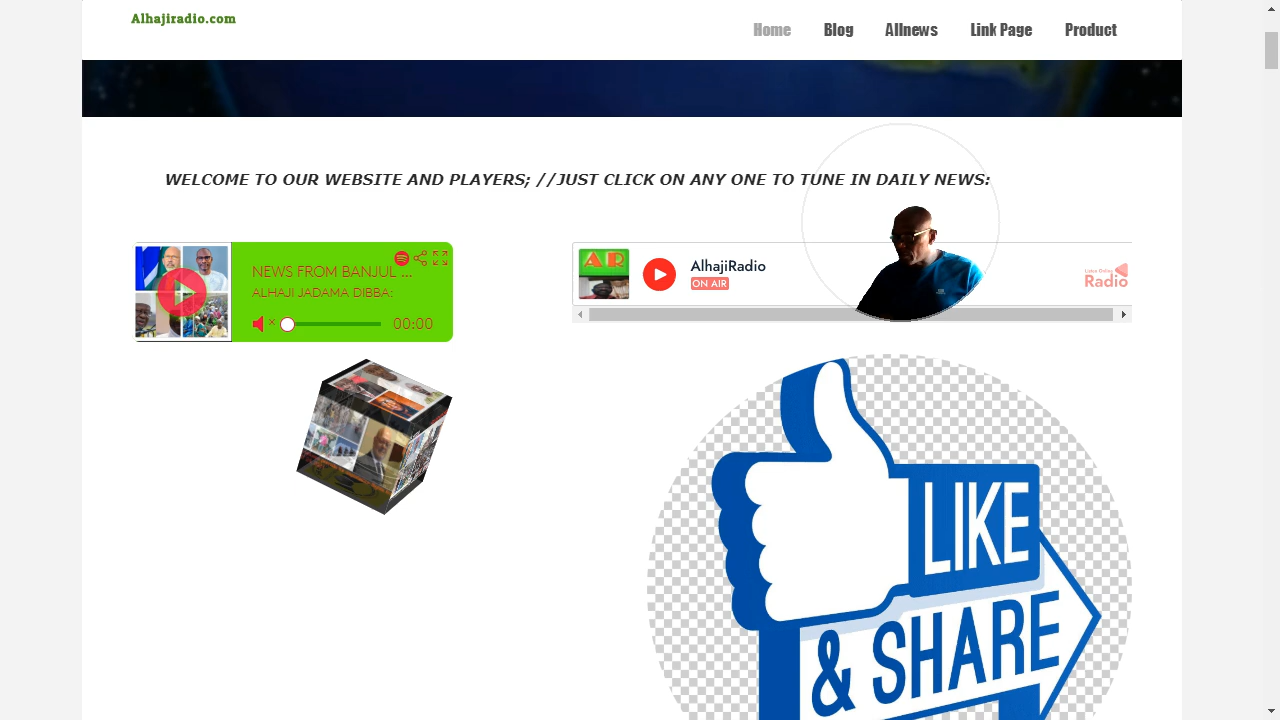 Alhajiradio.com
Home Blog Allnews Link Page Product
WELCOME TO OUR WEBSITE AND PLAYERS; //JUST CLICK ON ANY ONE TO TUNE IN DAILY NEWS:
NEWS FROM BANJUL ...
ALHAJI JADAMA DIBBA:
00:00
AR
AlhajiRadio
ON AIR
Listen Online
Radio
LIKE
& SHARE